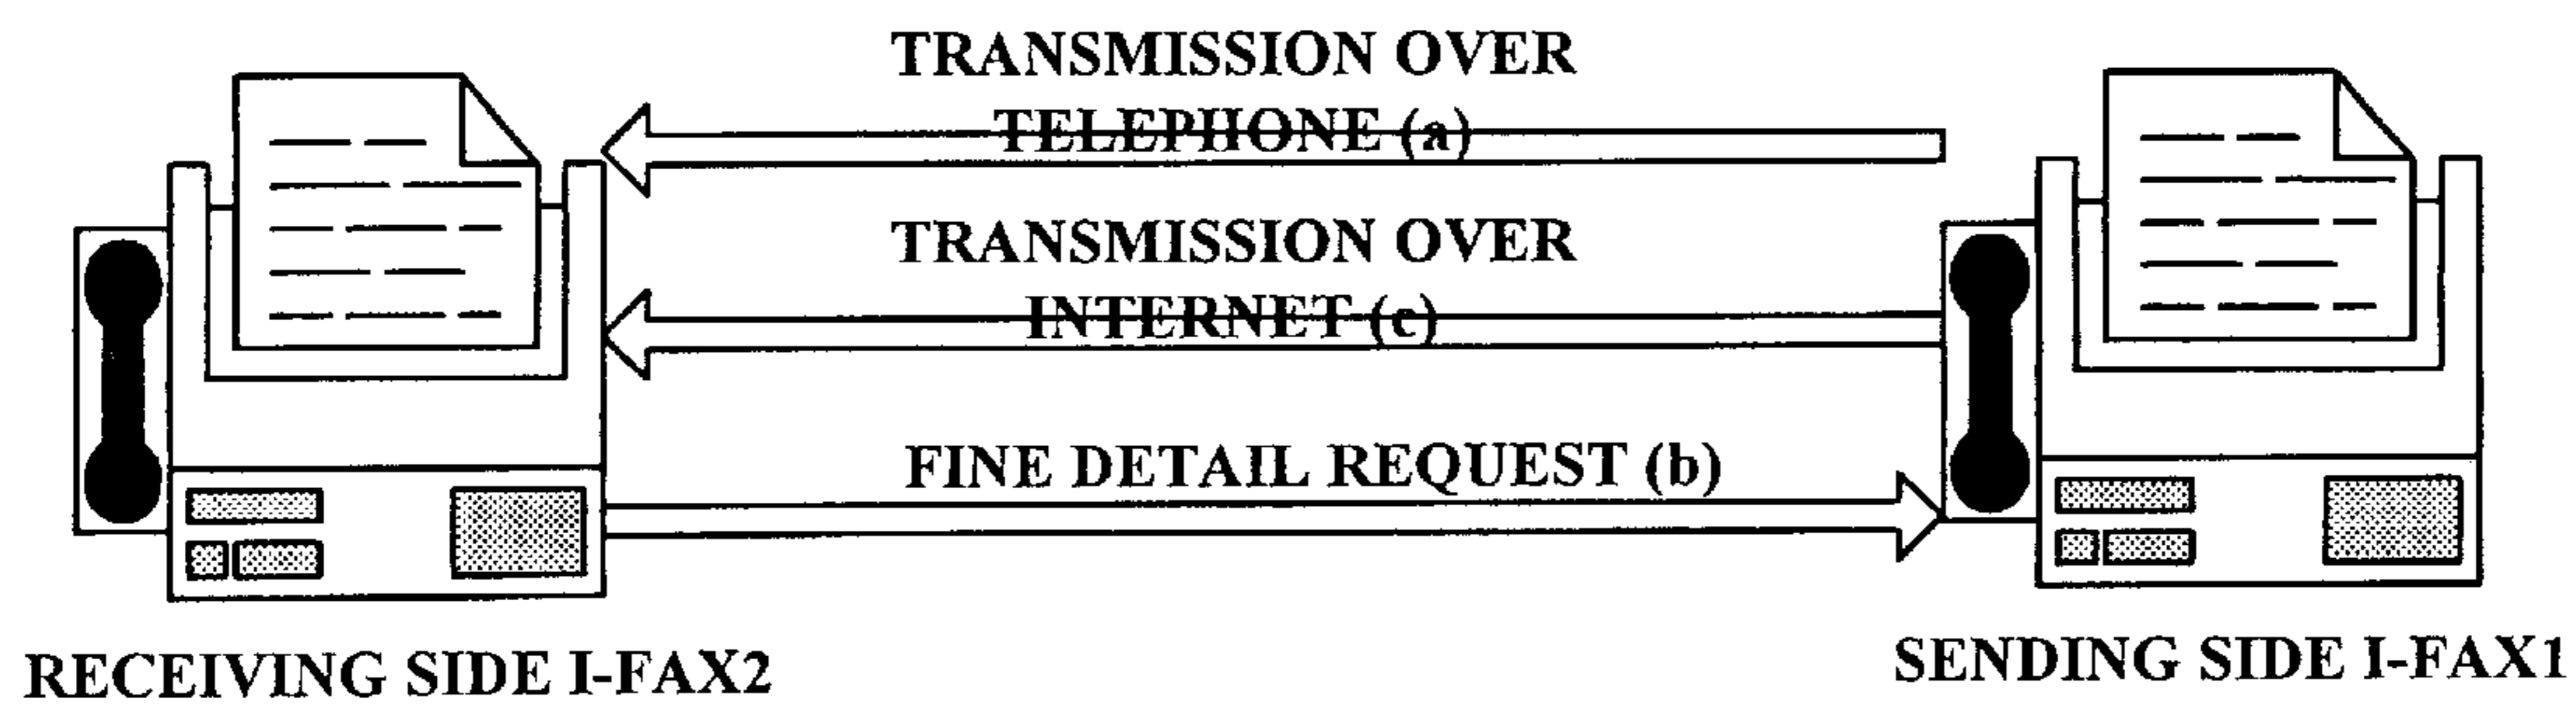 TRANSMISSION OVER
TELEPHONE (a)
TRANSMISSION OVER
INTERNET (c)
FINE DETAIL REQUEST (b)
RECEIVING SIDE I-FAX2
SENDING SIDE I-FAX1